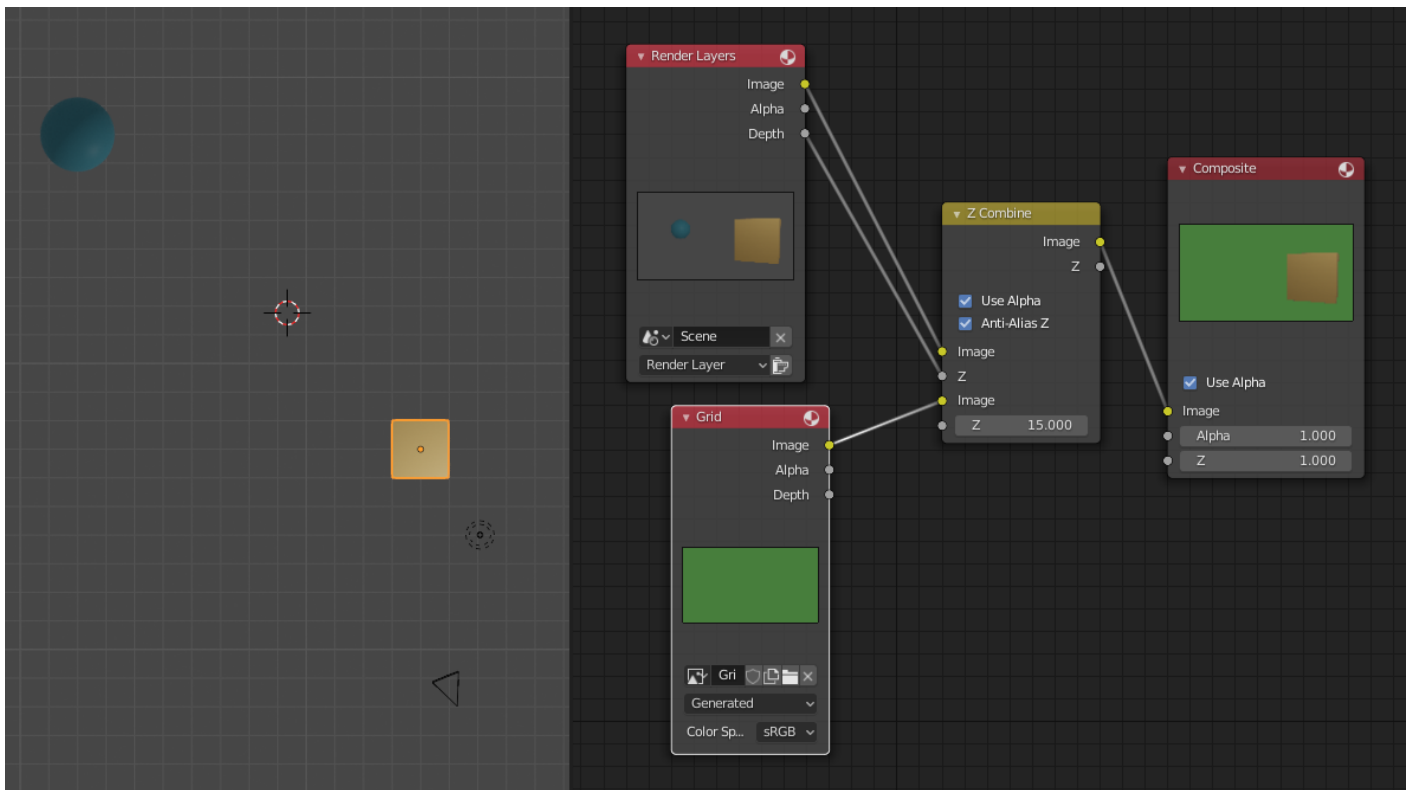 Render Layers
Image
Alpha
Depth
Scene
Render Layer
Grid
Image
Alpha
Depth
Gri
Generated
Color Sp... sRGB
Z Combine
Image
Z
Use Alpha
Anti-Alias Z
Image
Z
Image
Z 15.000
Composite
Use Alpha
Image
Alpha 1.000
Z 1.000